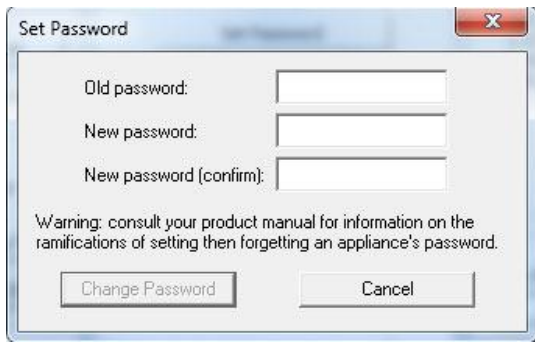 Set Password
Old password:
New password:
New password (confirm):
Warning: consult your product manual for information on the
ramifications of setting then forgetting an appliance's password.
Change Password
Cancel